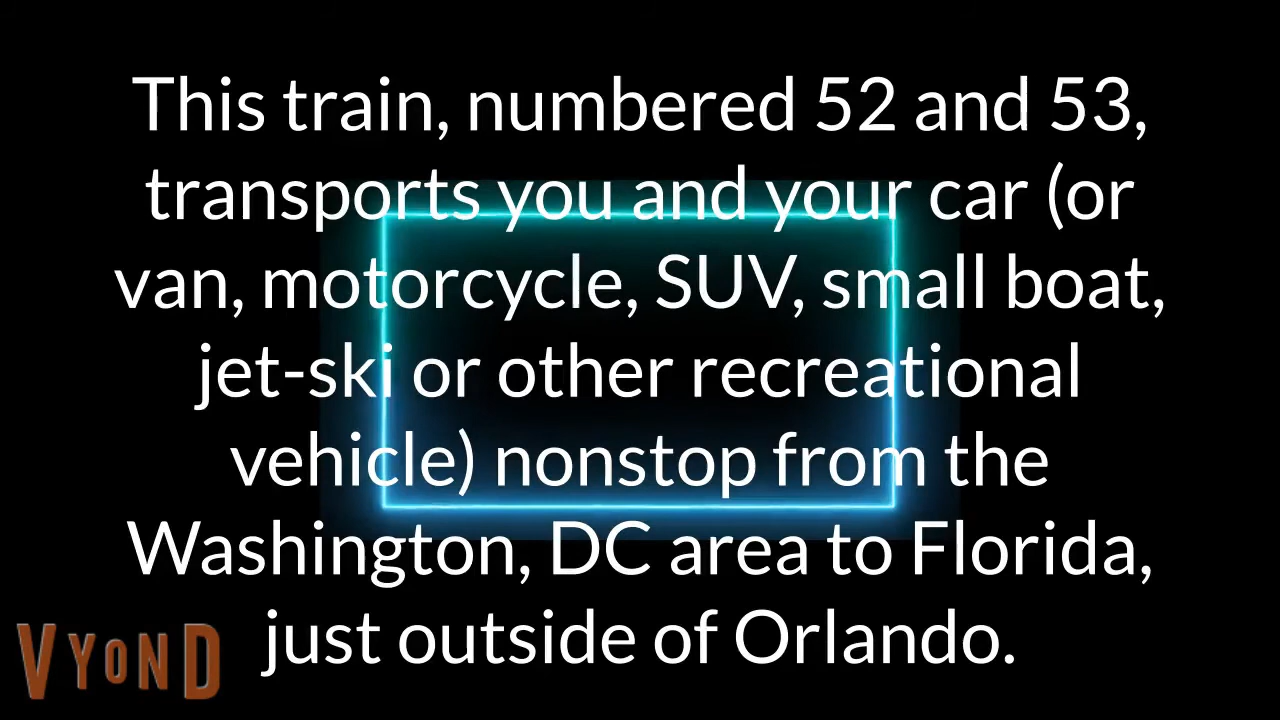 This train, numbered 52 and 53,
transports you and your car (or
van, motorcycle, SUV, small boat,
jet-ski or other recreational
vehicle) nonstop from the
Washington, DC area to Florida,
just outside of Orlando.
VYOND